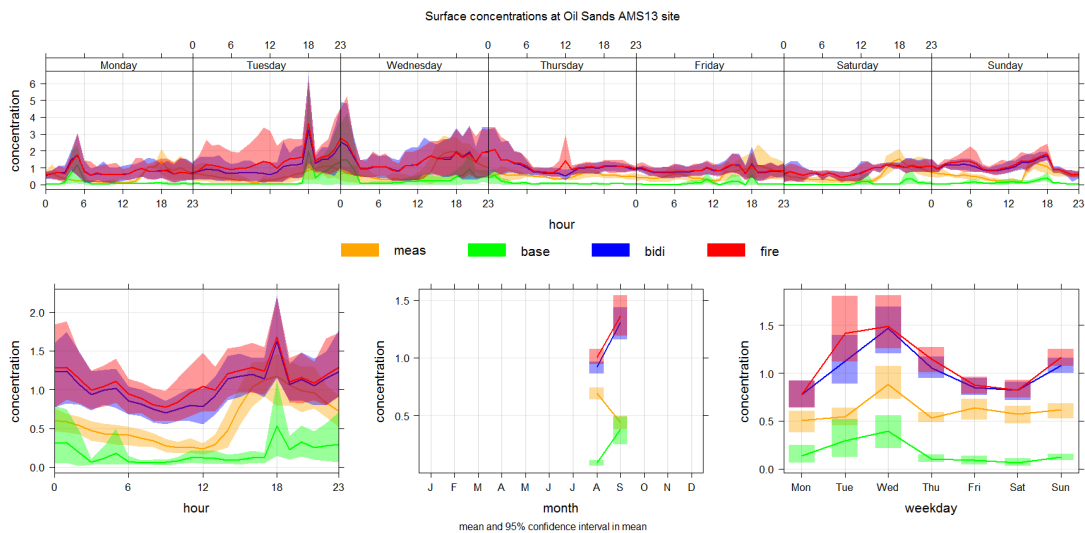 Surface concentrations at Oil Sands AMS13 site
0 6 12 18 23 0 6 12 18 23 0 6 12 18 23
Monday Tuesday Wednesday Thursday Friday Saturday Sunday
concentration
6
5
4
3
2
1
0
0 6 12 18 23 0 6 12 18 23 0 6 12 18 23 0 6 12 18 23
hour
meas base bidi fire
concentration
2.0
1.5
1.0
0.5
0.0
0 6 12 18 23
hour
concentration
1.5
1.0
0.5
J F M A M J J A S O N D
month
concentration
1.5
1.0
0.5
0.0
Mon Tue Wed Thu Fri Sat Sun
weekday
mean and 95% confidence interval in mean